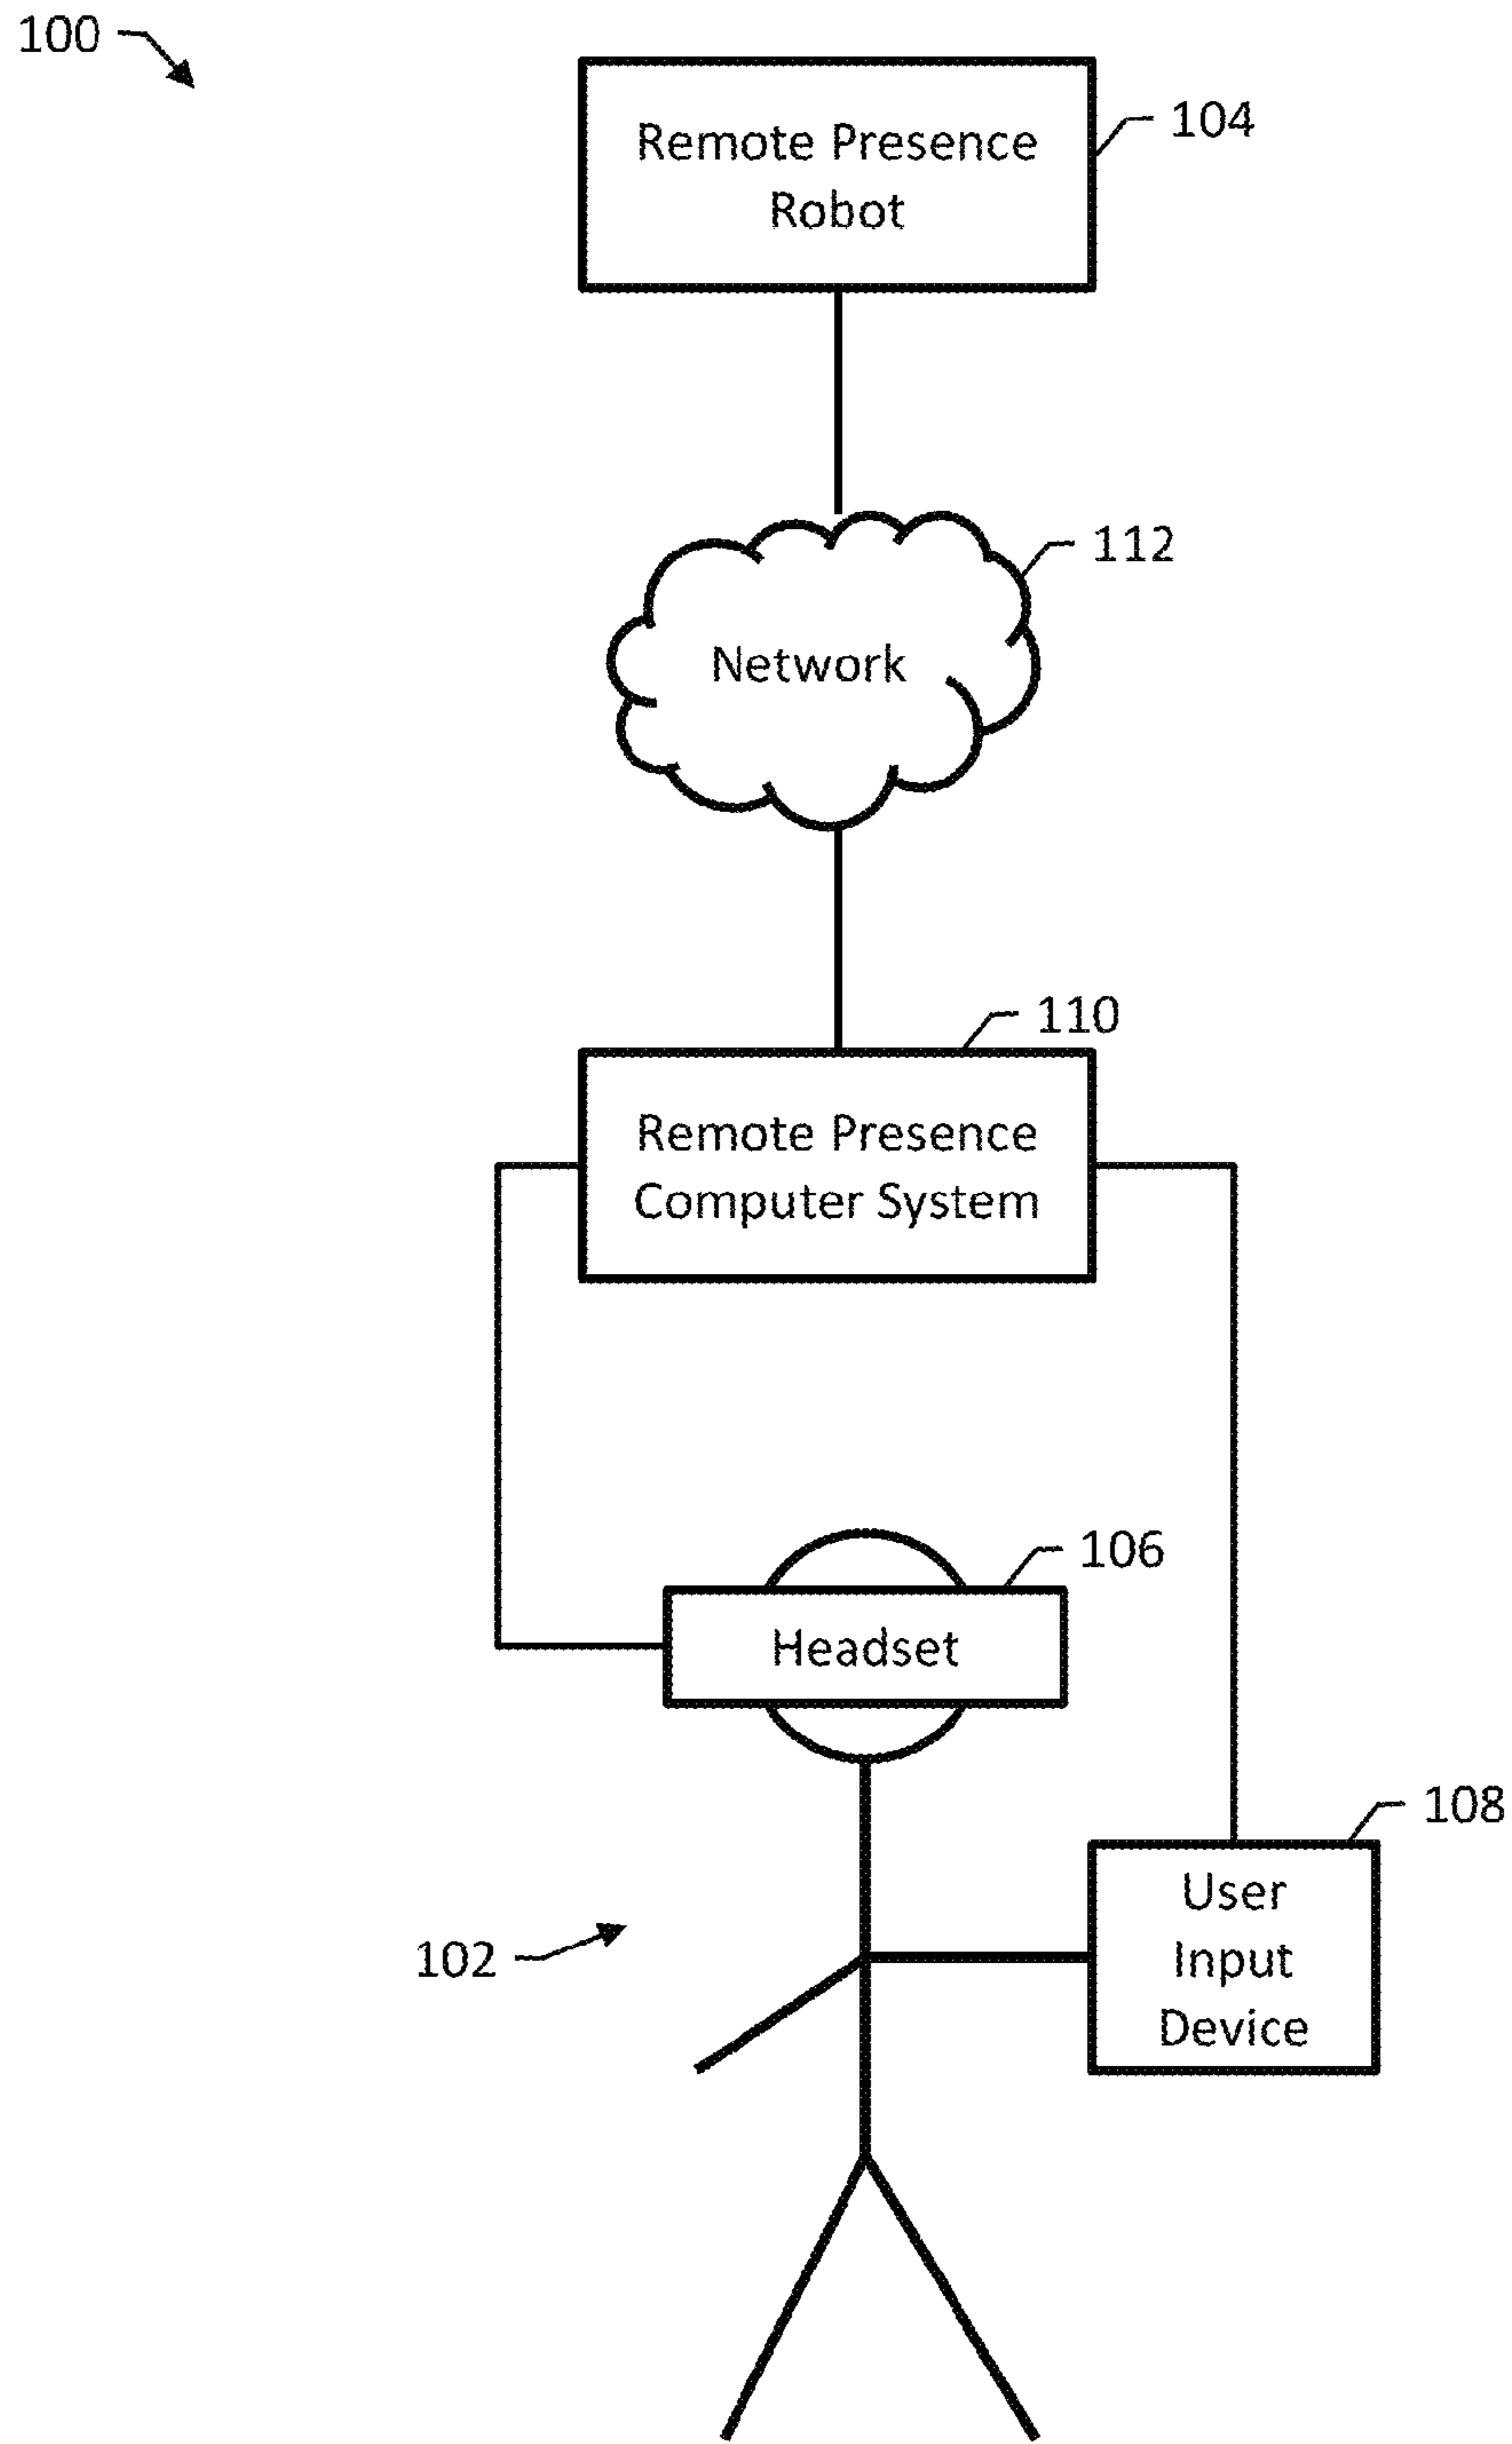 100
Remote Presence
Robot
104
112
Network
110
Remote Presence
Computer System
106
Headset
108
User
Input
Device
102